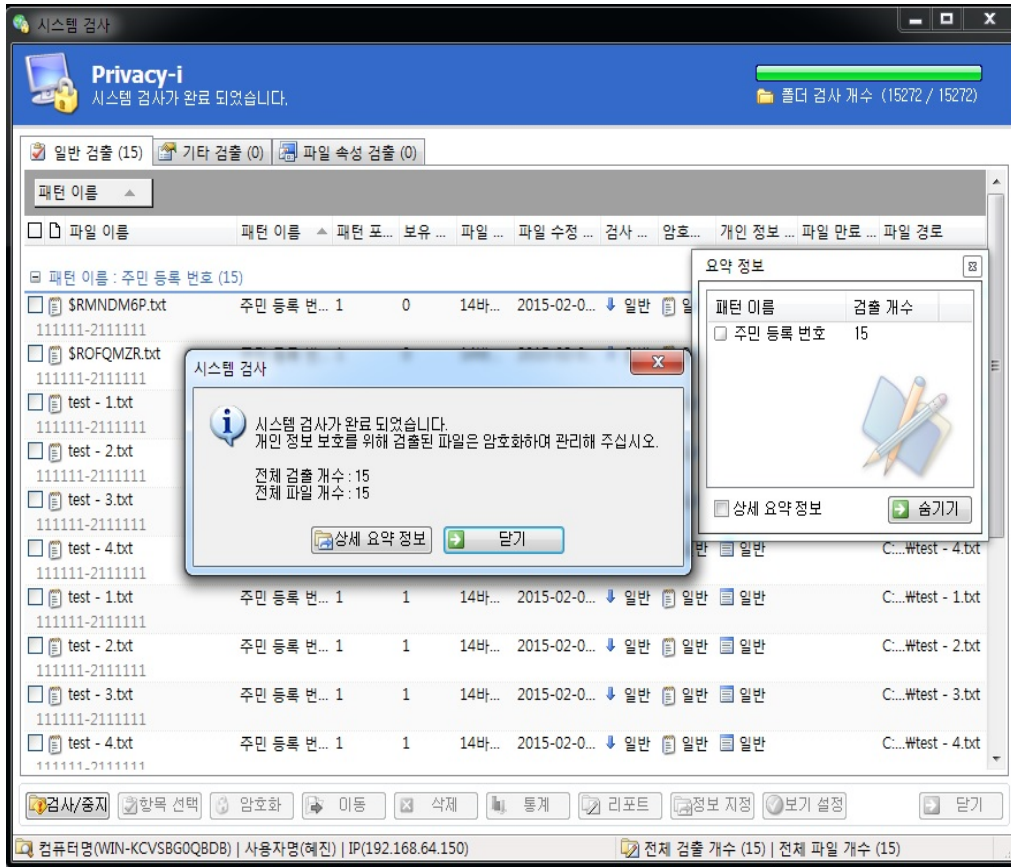 시스템 검사
Privacy-i
시스템 검사가 완료 되었습니다.
폴더 검사 개수 (15272 / 15272)
일반 검출 (15) 기타 검출 (0) 파일 속성 검출 (0)
패턴 이름
파일 이름 패턴 이름 패턴 포... 보유 ... 파일 ... 파일 수정 ... 검사 ... 암호... 개인 정보 ... 파일 만료 ... 파일 경로
패턴 이름 : 주민 등록 번호 (15)
$RMNDM6P.txt 주민 등록 번... 1 0 14바... 2015-02-0... 일반
111111-2111111
$ROFQMZR.txt
111111-2111111
test - 1.txt
111111-2111111
test - 2.txt
111111-2111111
test - 3.txt
111111-2111111
test - 4.txt 일반 C:...₩test - 4.txt
111111-2111111
test - 1.txt 주민 등록 번... 1 1 14바... 2015-02-0... 일반 일반 일반 C:...₩test - 1.txt
111111-2111111
test - 2.txt 주민 등록 번... 1 1 14바... 2015-02-0... 일반 일반 일반 C:...₩test - 2.txt
111111-2111111
test - 3.txt 주민 등록 번... 1 1 14바... 2015-02-0... 일반 일반 일반 C:...₩test - 3.txt
111111-2111111
test - 4.txt 주민 등록 번... 1 1 14바... 2015-02-0... 일반 일반 일반 C:...₩test - 4.txt
111111-2111111
요약 정보
패턴 이름 검출 개수
주민 등록 번호 15
상세 요약 정보 숨기기
시스템 검사
시스템 검사가 완료 되었습니다.
개인 정보 보호를 위해 검출된 파일은 암호화하며 관리해 주십시오.
전체 검출 개수 : 15
전체 파일 개수 : 15
상세 요약 정보 닫기
검사/중지 항목 선택 암호화 이동 삭제 통계 리포트 정보 지정 보기 설정 닫기
컴퓨터명(WIN-KCVSBG0QBDB) | 사용자명(혜진) | IP(192.168.64.150) 전체 검출 개수 (15) | 전체 파일 개수 (15)